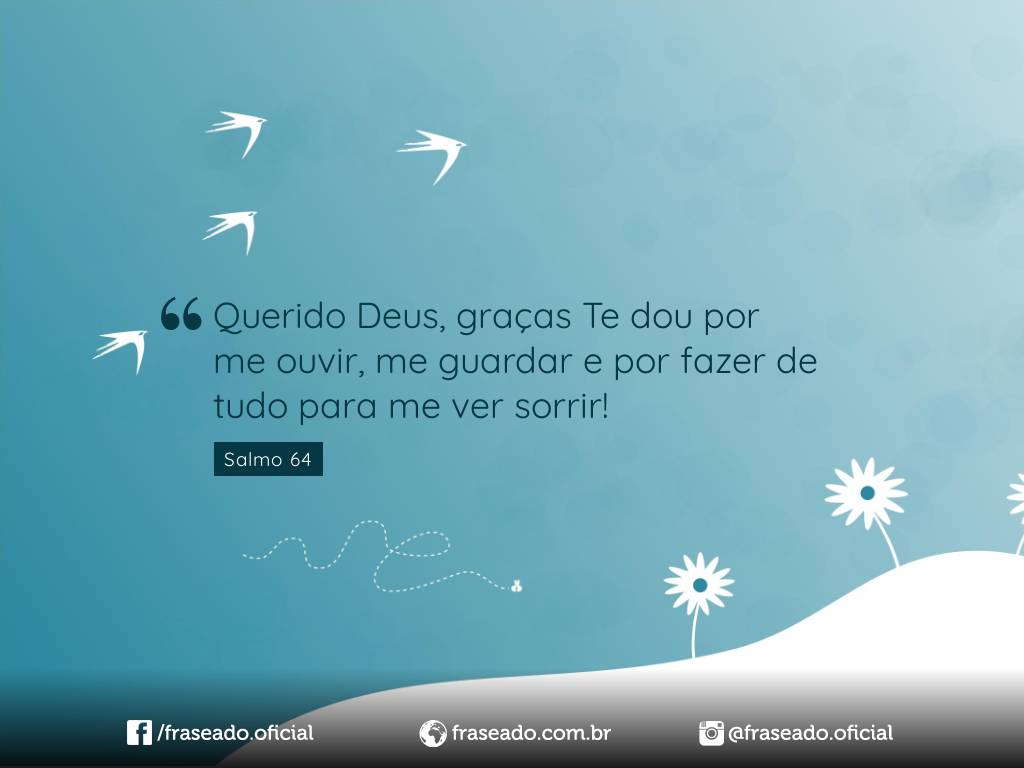 “ Querido Deus, graças Te dou por
me ouvir, me guardar e por fazer de
tudo para me ver sorrir!
Salmo 64
/fraseado.oficial
fraseado.com.br
@fraseado.oficial